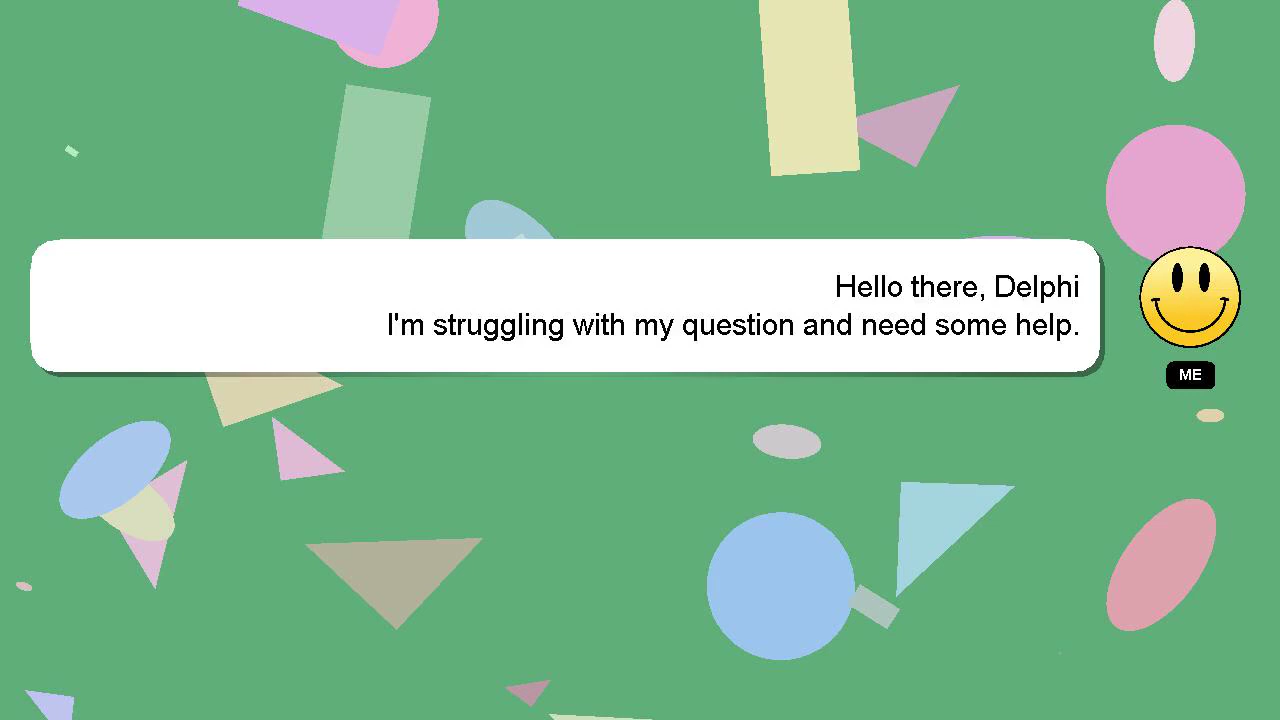 Hello there, Delphi
I'm struggling with my question and need some help.
ME